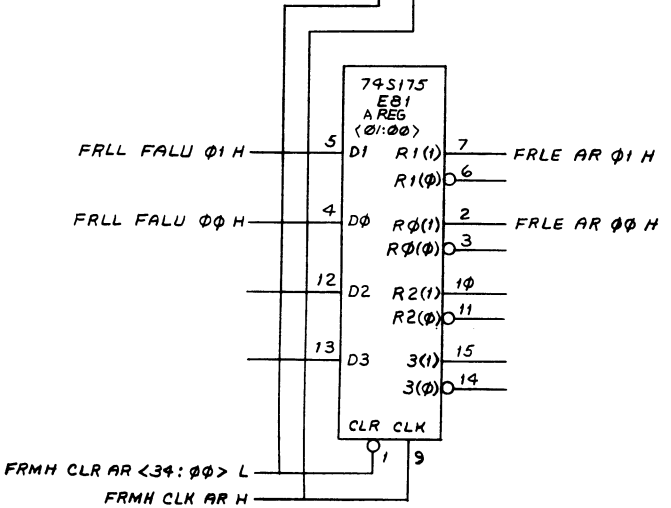 74S175
E81
A REG
<Ø1:ØØ>
FRLL FALU Ø1 H 5 D1 R1(1) 7 FRLE AR Ø1 H
R1(Ø) 6
FRLL FALU ØØ H 4 DØ RØ(1) 2 FRLE AR ØØ H
RØ(Ø) 3
12 D2 R2(1) 1Ø
R2(Ø) 11
13 D3 3(1) 15
3(Ø) 14
CLR CLK
1 9
FRMH CLR AR <34:ØØ> L
FRMH CLK AR H